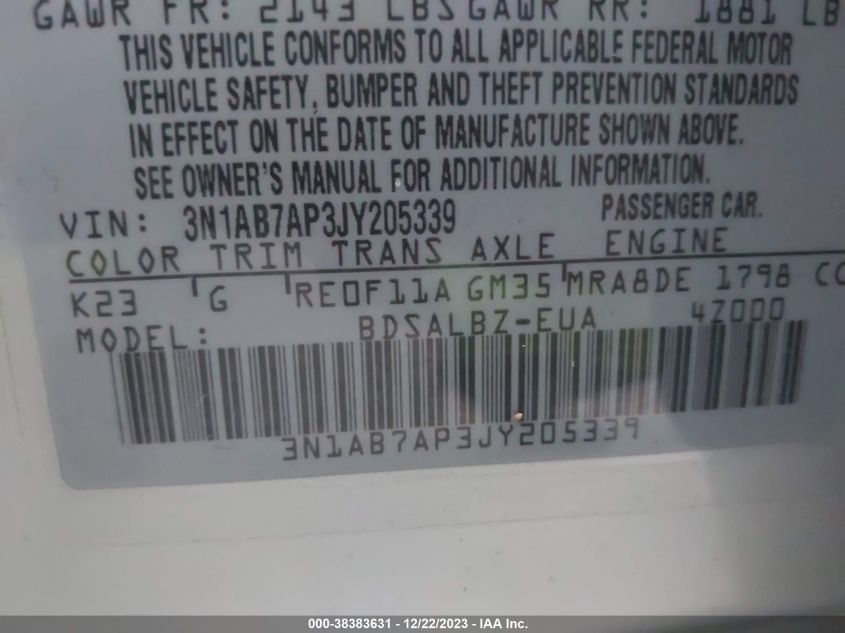 GAWR FR: 2143 LBS GAWR RR: 1881 LB
THIS VEHICLE CONFORMS TO ALL APPLICABLE FEDERAL MOTOR
VEHICLE SAFETY, BUMPER AND THEFT PREVENTION STANDARDS
IN EFFECT ON THE DATE OF MANUFACTURE SHOWN ABOVE.
SEE OWNER'S MANUAL FOR ADDITIONAL INFORMATION.
VIN: 3N1AB7AP3JY205339 PASSENGER CAR.
COLOR TRIM TRANS AXLE ENGINE
K23 G RE0F11A GM35 MRA8DE 1798 CC
MODEL: BDSALBZ-EUA 4Z000
3N1AB7AP3JY205339
000-38383631 - 12/22/2023 - IAA Inc.